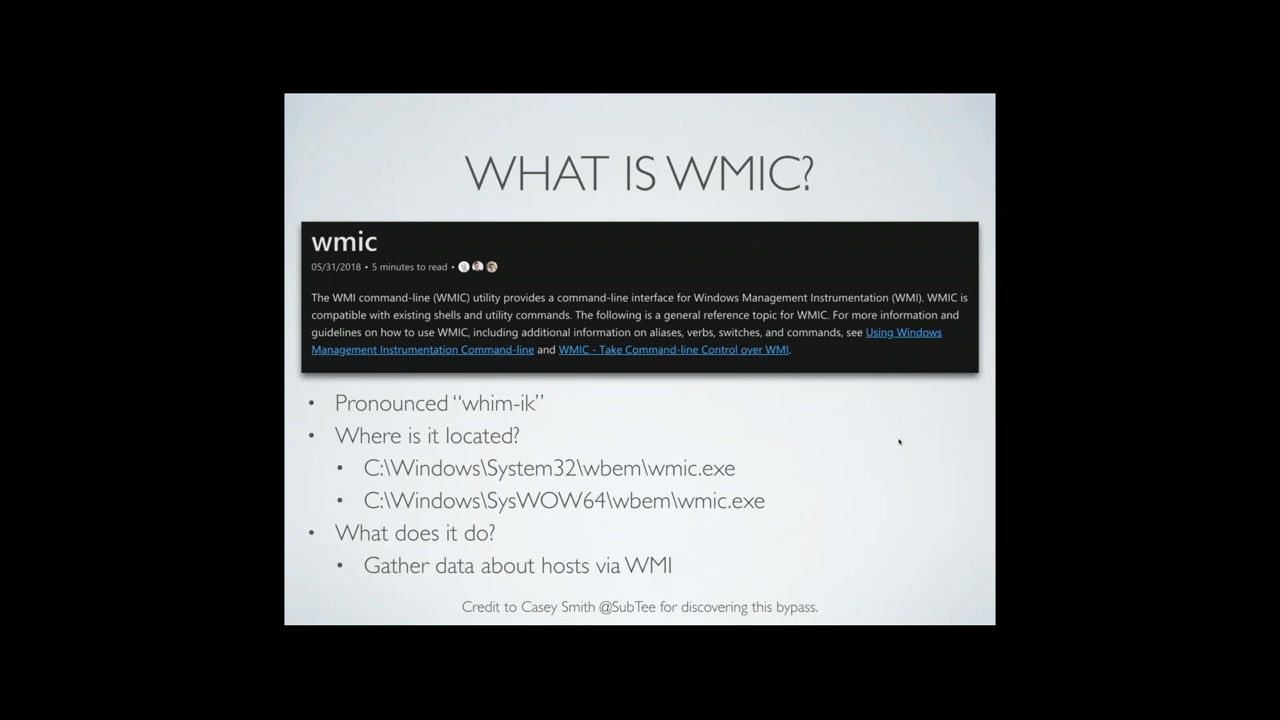 WHAT IS WMIC?
wmic
05/31/2018 • 5 minutes to read •
The WMI command-line (WMIC) utility provides a command-line interface for Windows Management Instrumentation (WMI). WMIC is
compatible with existing shells and utility commands. The following is a general reference topic for WMIC. For more information and
guidelines on how to use WMIC, including additional information on aliases, verbs, switches, and commands, see Using Windows
Management Instrumentation Command-line and WMIC - Take Command-line Control over WMI.
• Pronounced “whim-ik”
• Where is it located?
• C:\Windows\System32\wbem\wmic.exe
• C:\Windows\SysWOW64\wbem\wmic.exe
• What does it do?
• Gather data about hosts via WMI
Credit to Casey Smith @SubTee for discovering this bypass.